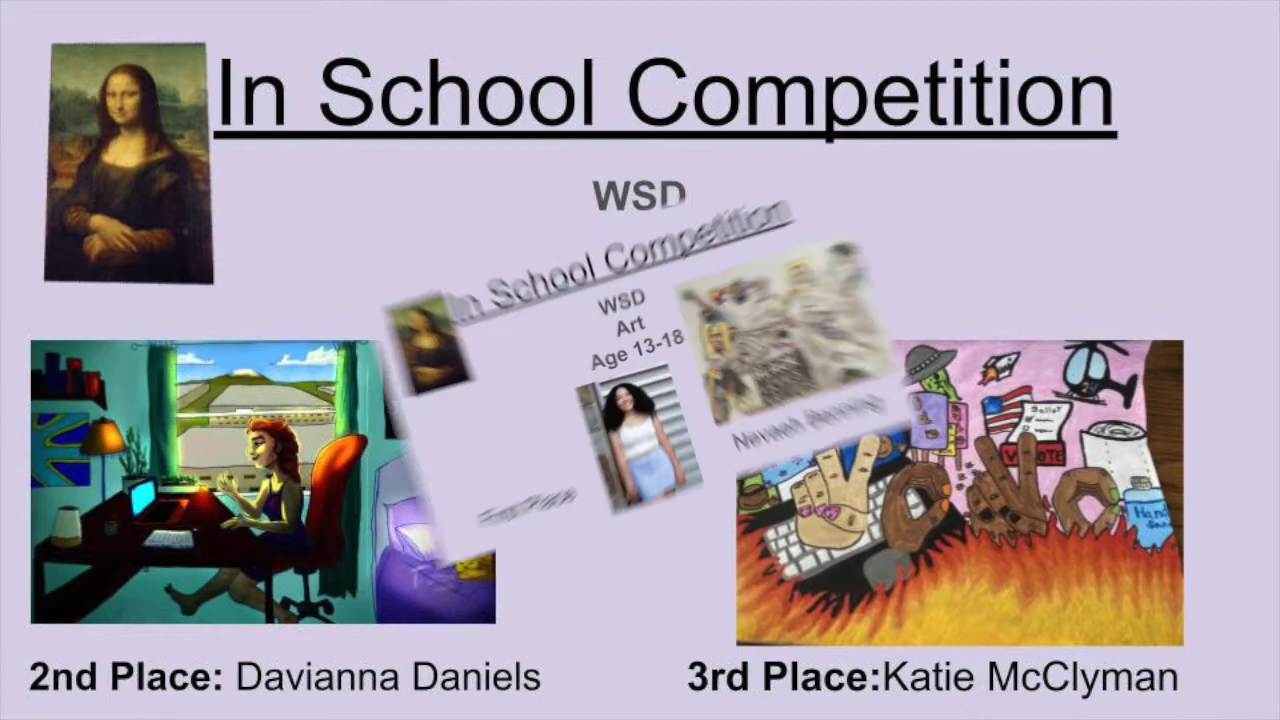 In School Competition
WSD
In School Competition
WSD
Art
Age 13-18
Ballot
VOTE
Hand
2nd Place: Davianna Daniels
3rd Place:Katie McClyman